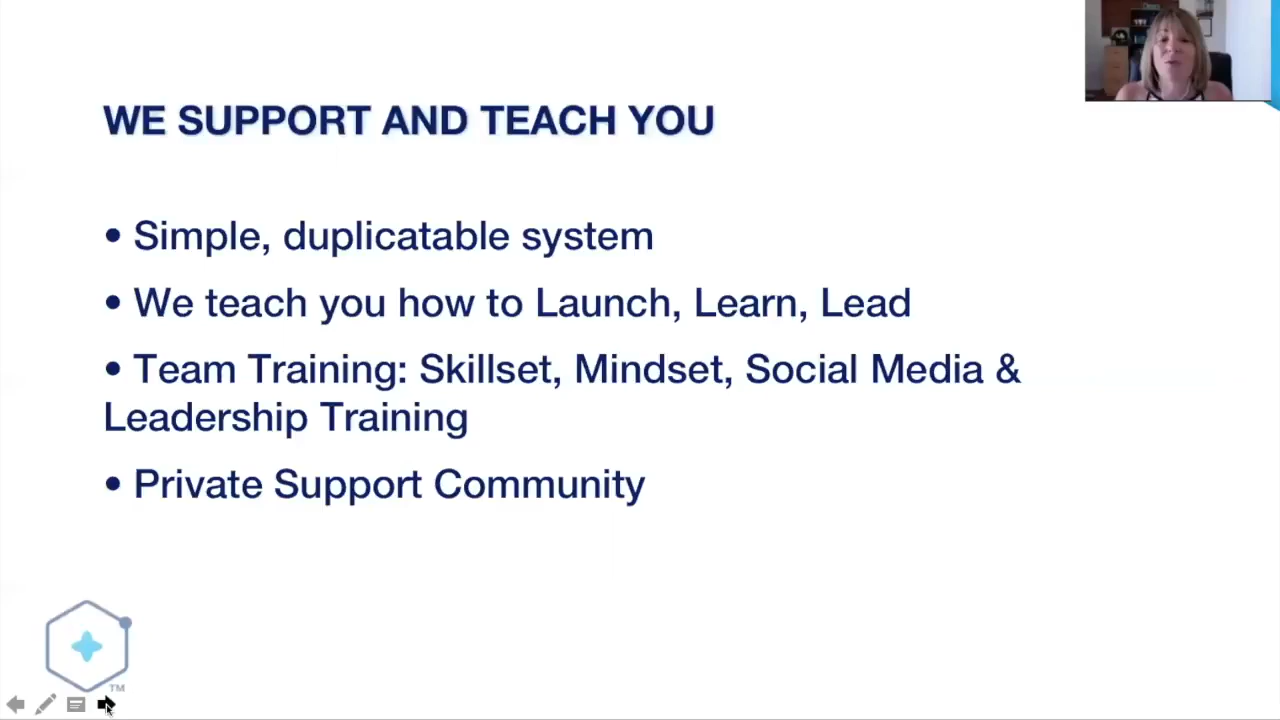 WE SUPPORT AND TEACH YOU
• Simple, duplicatable system
• We teach you how to Launch, Learn, Lead
• Team Training: Skillset, Mindset, Social Media &
Leadership Training
• Private Support Community
TM